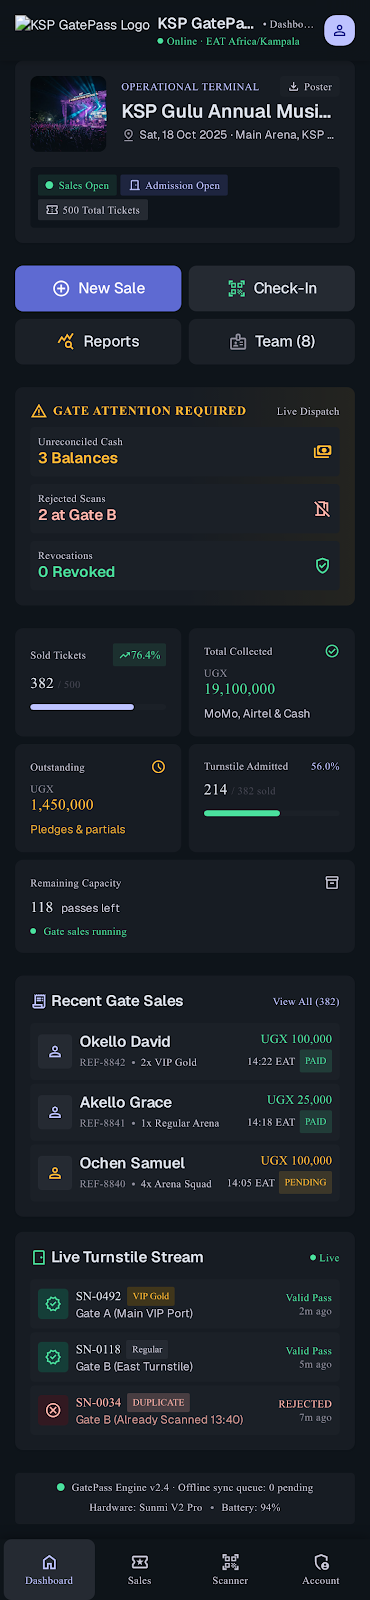 KSP GatePass Logo KSP GatePa... • Dashbo...
Online · EAT Africa/Kampala
OPERATIONAL TERMINAL Poster
KSP Gulu Annual Musi...
Sat, 18 Oct 2025 · Main Arena, KSP ...
Sales Open Admission Open
500 Total Tickets
New Sale Check-In
Reports Team (8)
GATE ATTENTION REQUIRED Live Dispatch
Unreconciled Cash
3 Balances
Rejected Scans
2 at Gate B
Revocations
0 Revoked
Sold Tickets 76.4%
382 / 500
Total Collected
UGX
19,100,000
MoMo, Airtel & Cash
Outstanding
UGX
1,450,000
Pledges & partials
Turnstile Admitted 56.0%
214 / 382 sold
Remaining Capacity
118 passes left
Gate sales running
Recent Gate Sales View All (382)
Okello David UGX 100,000
REF-8842 • 2x VIP Gold 14:22 EAT PAID
Akello Grace UGX 25,000
REF-8841 • 1x Regular Arena 14:18 EAT PAID
Ochen Samuel UGX 100,000
REF-8840 • 4x Arena Squad 14:05 EAT PENDING
Live Turnstile Stream Live
SN-0492 VIP Gold Valid Pass
Gate A (Main VIP Port) 2m ago
SN-0118 Regular Valid Pass
Gate B (East Turnstile) 5m ago
SN-0034 DUPLICATE REJECTED
Gate B (Already Scanned 13:40) 7m ago
GatePass Engine v2.4 · Offline sync queue: 0 pending
Hardware: Sunmi V2 Pro • Battery: 94%
Dashboard Sales Scanner Account